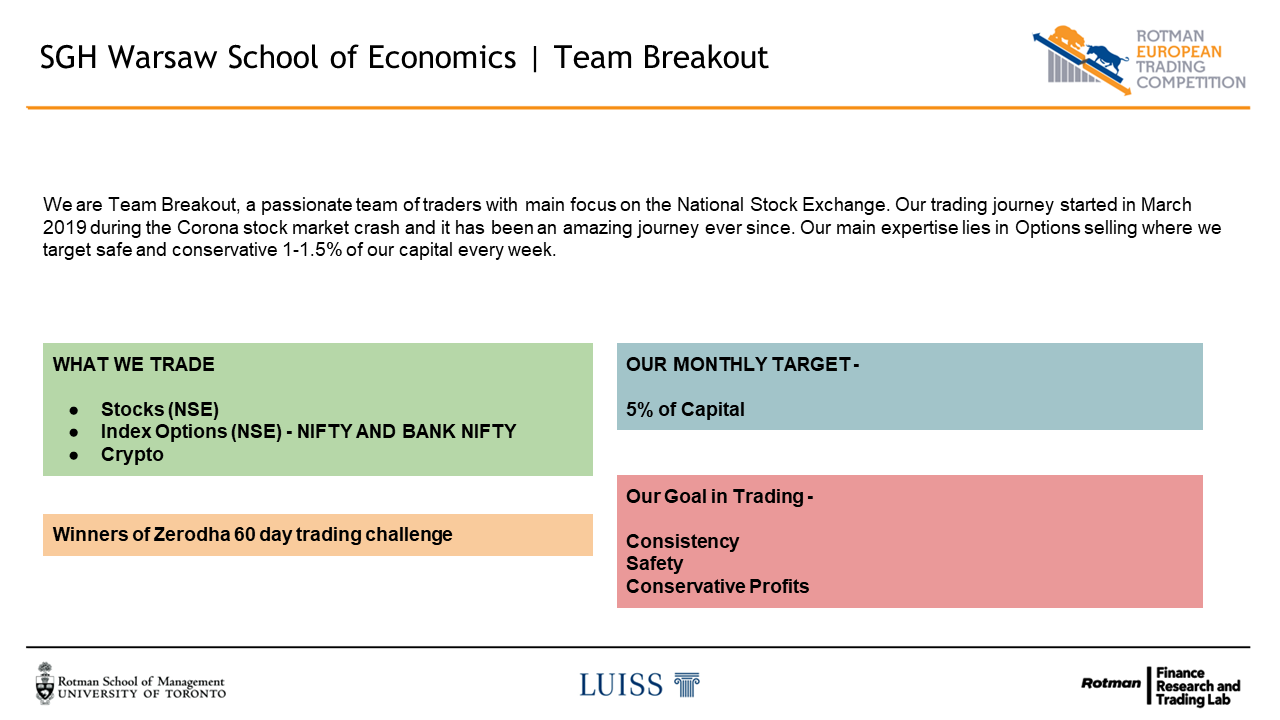 SGH Warsaw School of Economics | Team Breakout
ROTMAN
EUROPEAN
TRADING
COMPETITION
We are Team Breakout, a passionate team of traders with main focus on the National Stock Exchange. Our trading journey started in March
2019 during the Corona stock market crash and it has been an amazing journey ever since. Our main expertise lies in Options selling where we
target safe and conservative 1-1.5% of our capital every week.
WHAT WE TRADE
● Stocks (NSE)
● Index Options (NSE) - NIFTY AND BANK NIFTY
● Crypto
Winners of Zerodha 60 day trading challenge
OUR MONTHLY TARGET -
5% of Capital
Our Goal in Trading -
Consistency
Safety
Conservative Profits
Rotman School of Management
UNIVERSITY OF TORONTO
LUISS
Rotman
Finance
Research and
Trading Lab